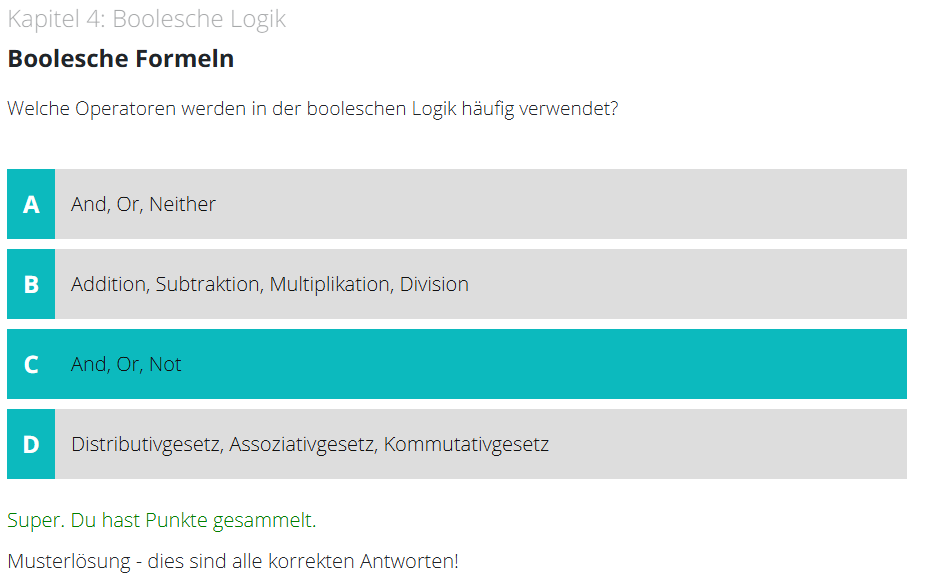 Kapitel 4: Boolesche Logik
Boolesche Formeln
Welche Operatoren werden in der booleschen Logik häufig verwendet?
A And, Or, Neither
B Addition, Subtraktion, Multiplikation, Division
C And, Or, Not
D Distributivgesetz, Assoziativgesetz, Kommutativgesetz
Super. Du hast Punkte gesammelt.
Musterlösung - dies sind alle korrekten Antworten!